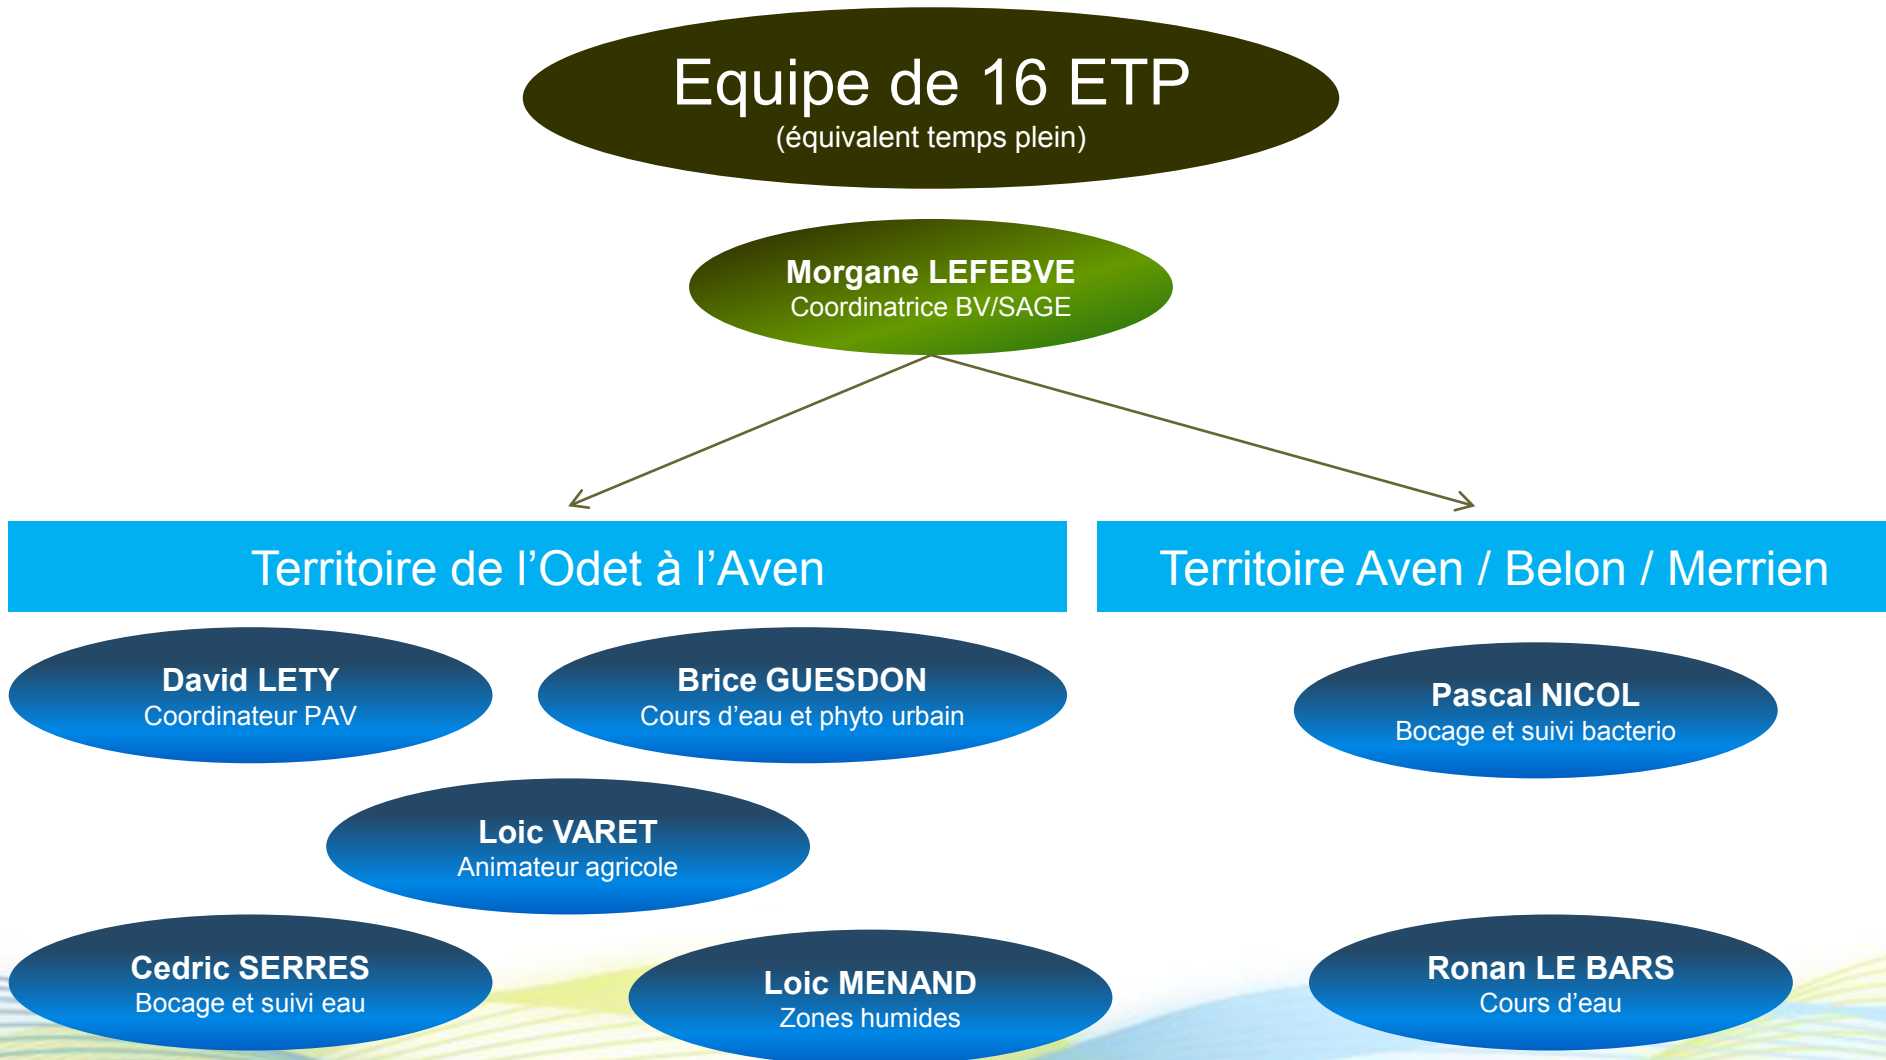 Equipe de 16 ETP
(équivalent temps plein)
Morgane LEFEBVE
Coordinatrice BV/SAGE
Territoire de l’Odet à l’Aven
Territoire Aven / Belon / Merrien
David LETY
Coordinateur PAV
Brice GUESDON
Cours d’eau et phyto urbain
Pascal NICOL
Bocage et suivi bacterio
Loic VARET
Animateur agricole
Cedric SERRES
Bocage et suivi eau
Loic MENAND
Zones humides
Ronan LE BARS
Cours d’eau